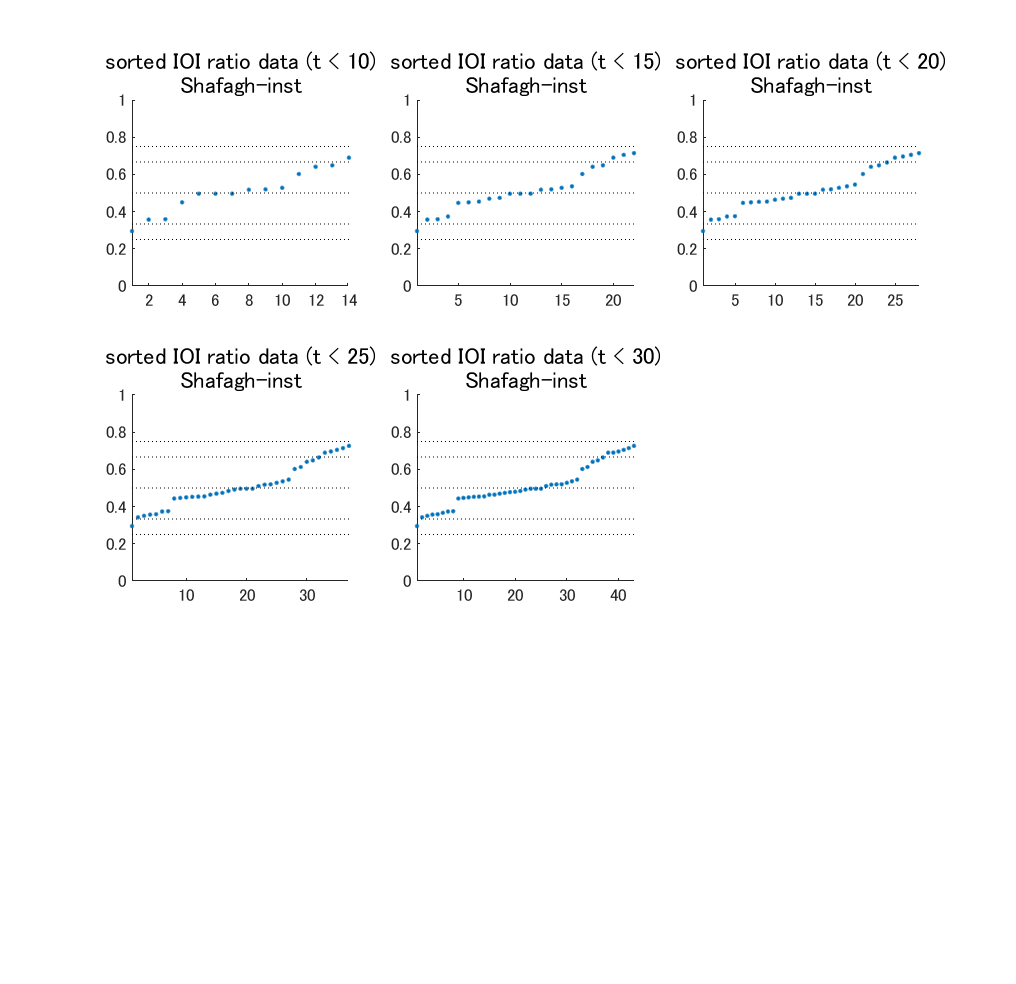 sorted IOI ratio data (t < 10)
Shafagh-inst
1
0.8
0.6
0.4
0.2
0
2 4 6 8 10 12 14
sorted IOI ratio data (t < 15)
Shafagh-inst
1
0.8
0.6
0.4
0.2
0
5 10 15 20
sorted IOI ratio data (t < 20)
Shafagh-inst
1
0.8
0.6
0.4
0.2
0
5 10 15 20 25
sorted IOI ratio data (t < 25)
Shafagh-inst
1
0.8
0.6
0.4
0.2
0
10 20 30
sorted IOI ratio data (t < 30)
Shafagh-inst
1
0.8
0.6
0.4
0.2
0
10 20 30 40